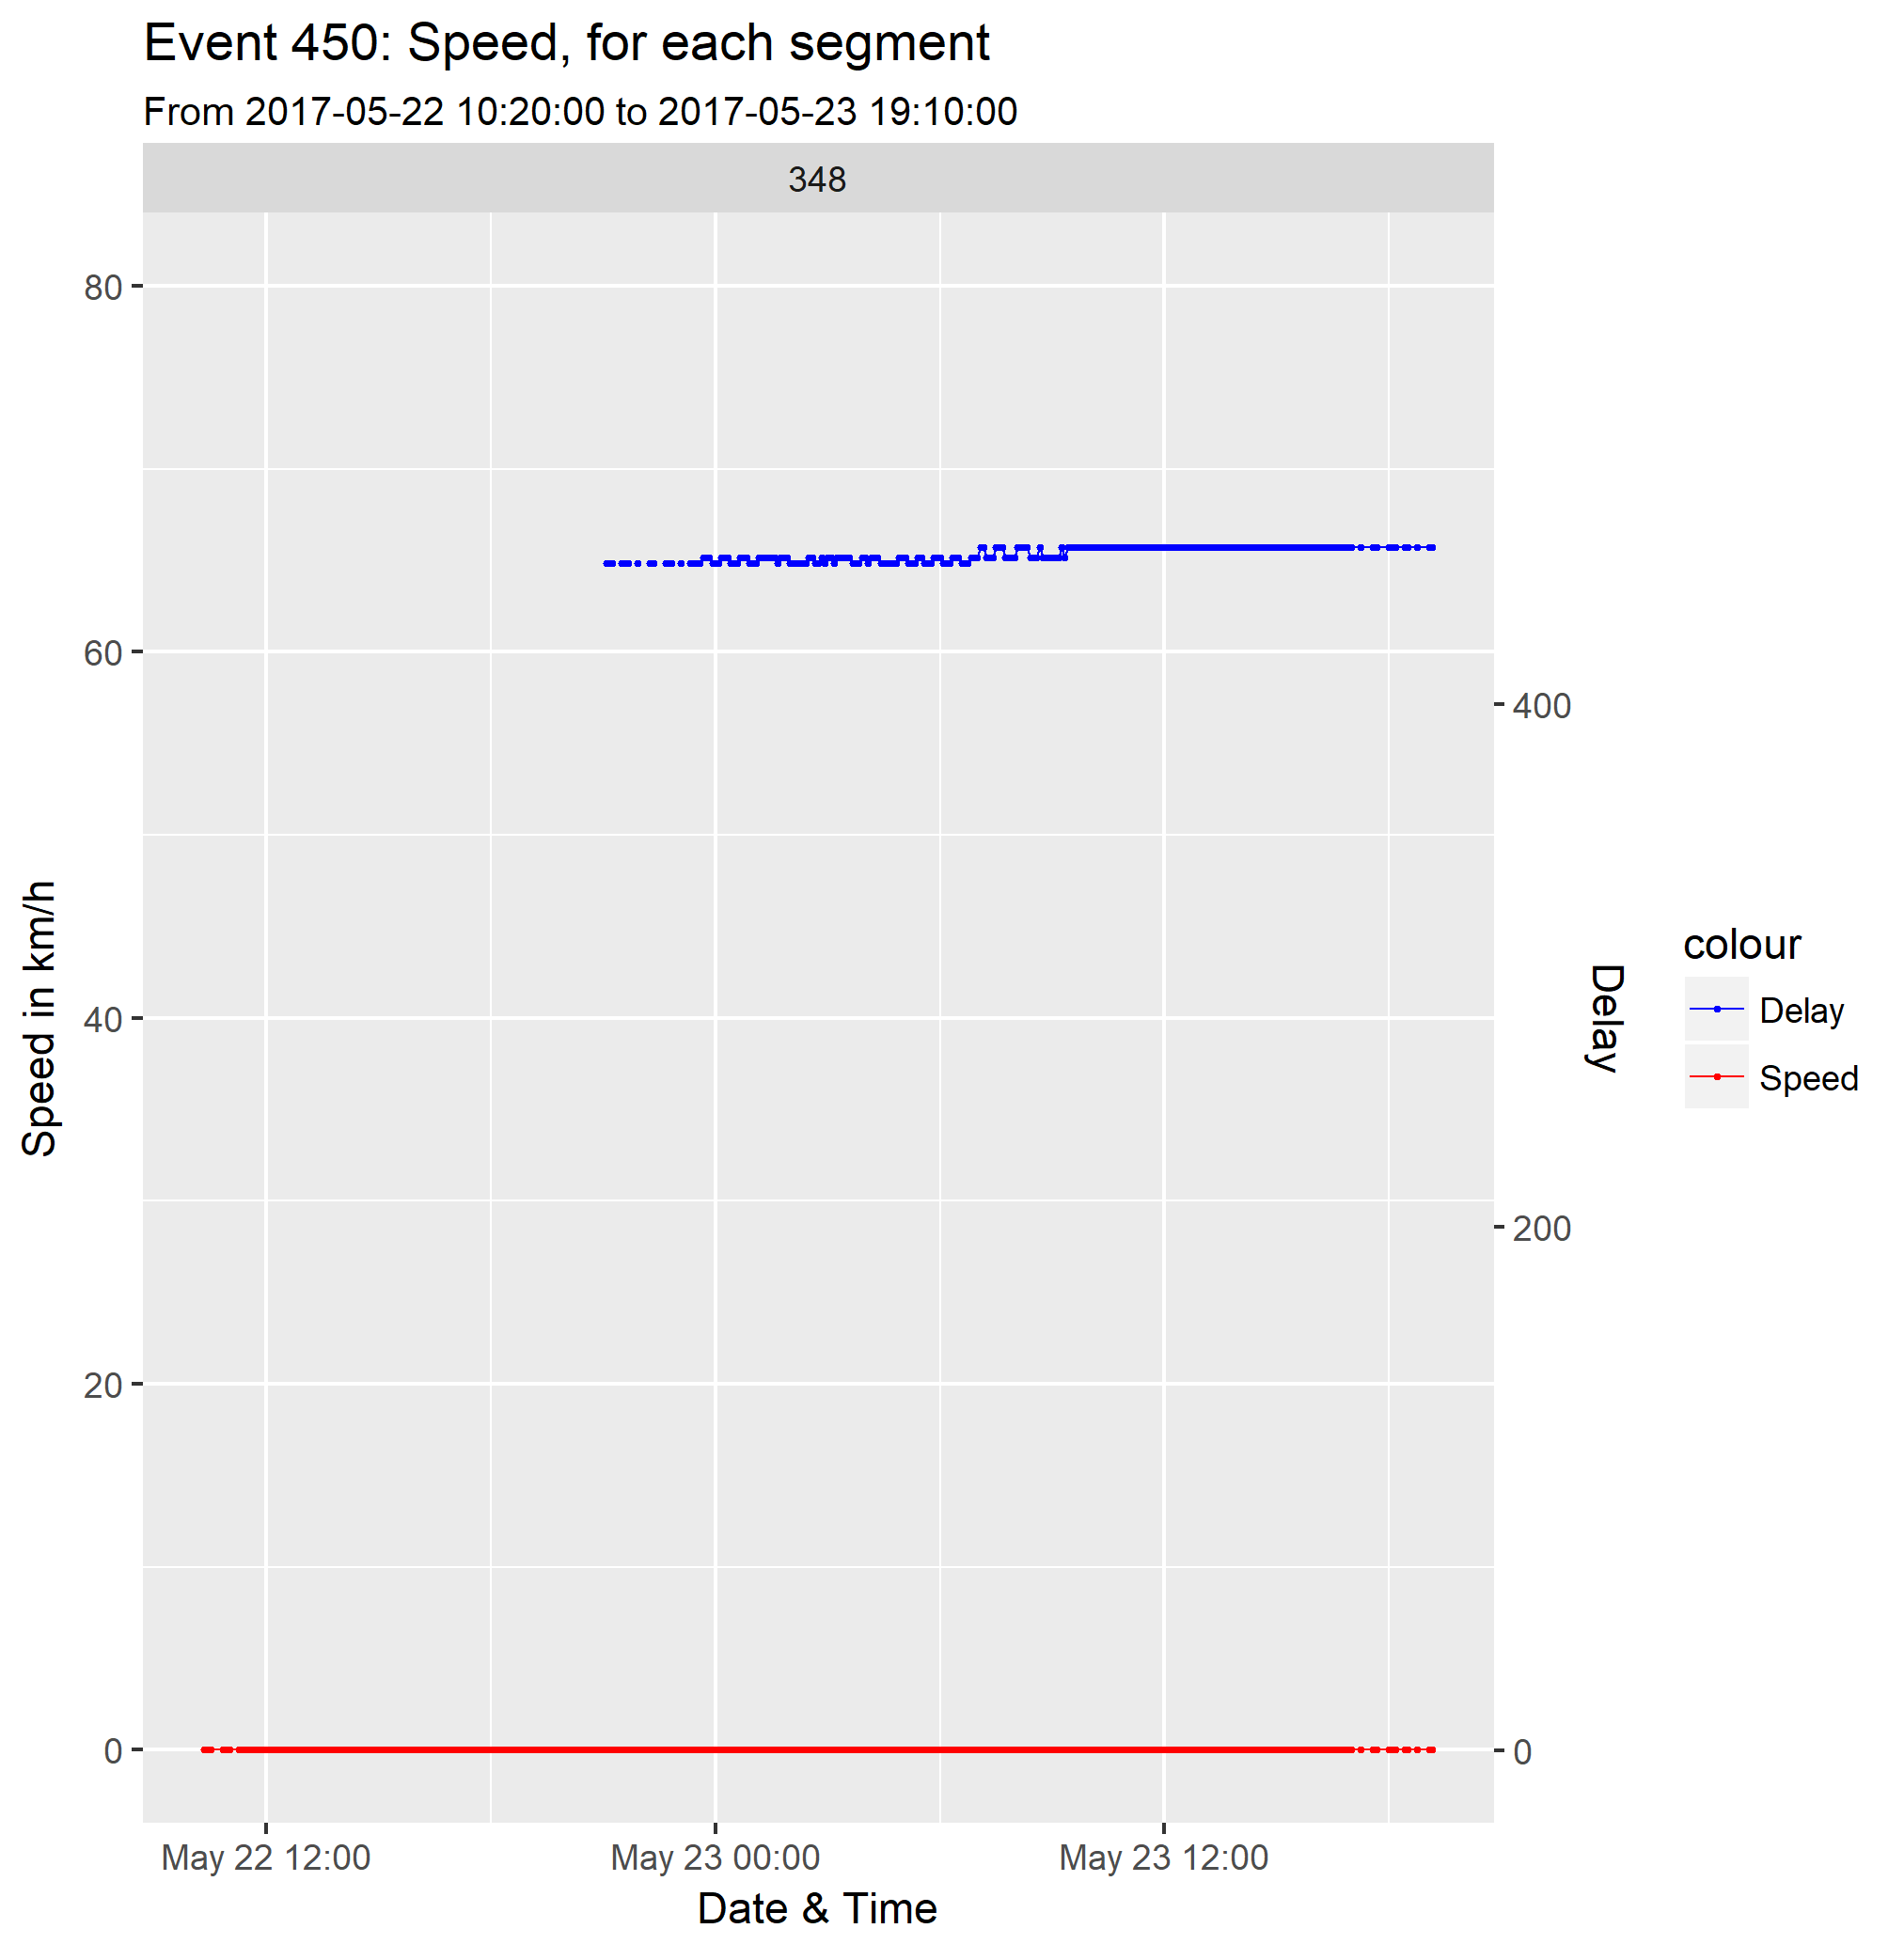 Event 450: Speed, for each segment
From 2017-05-22 10:20:00 to 2017-05-23 19:10:00
348
80
60
40
20
0
Speed in km/h
400
200
0
Delay
colour
Delay
Speed
May 22 12:00
May 23 00:00
May 23 12:00
Date & Time